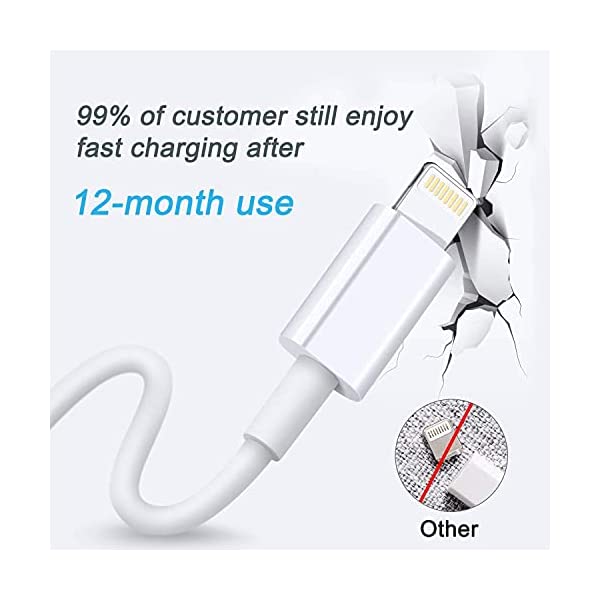 99% of customer still enjoy
fast charging after
12-month use
Other